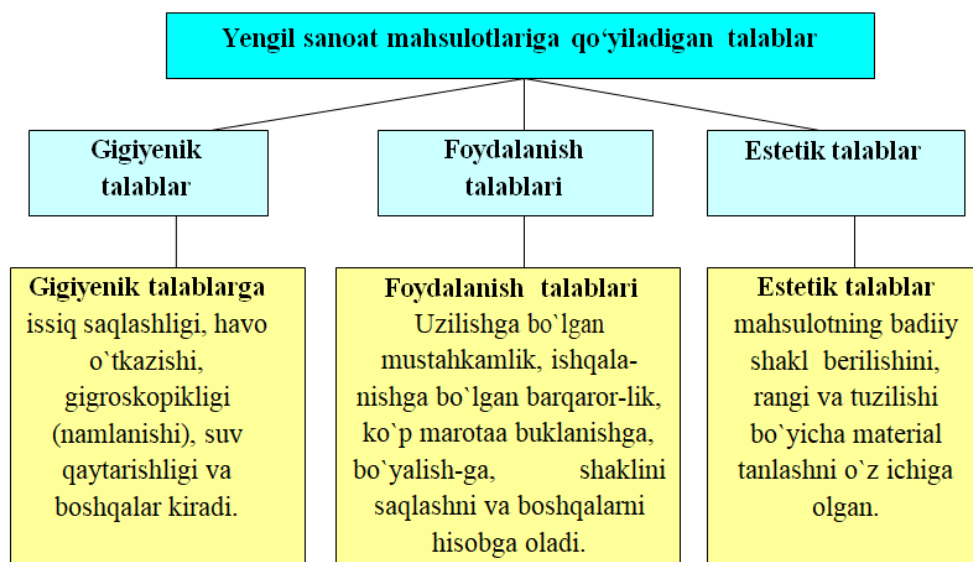 Yengil sanoat mahsulotlariga qo‘yiladigan talablar
Gigiyenik
talablar
Foydalanish
talablari
Estetik talablar
Gigiyenik talablarga
issiq saqlashligi, havo
o`tkazishi,
gigroskopikligi
(namlanishi), suv
qaytarishligi va
boshqalar kiradi.
Foydalanish talablari
Uzilishga bo`lgan
mustahkamlik, ishqala-
nishga bo`lgan barqaror-lik,
ko`p marotaa buklanishga,
bo`yalish-ga, shaklini
saqlashni va boshqalarni
hisobga oladi.
Estetik talablar
mahsulotning badiiy
shakl berilishini,
rangi va tuzilishi
bo`yicha material
tanlashni o`z ichiga
olgan.